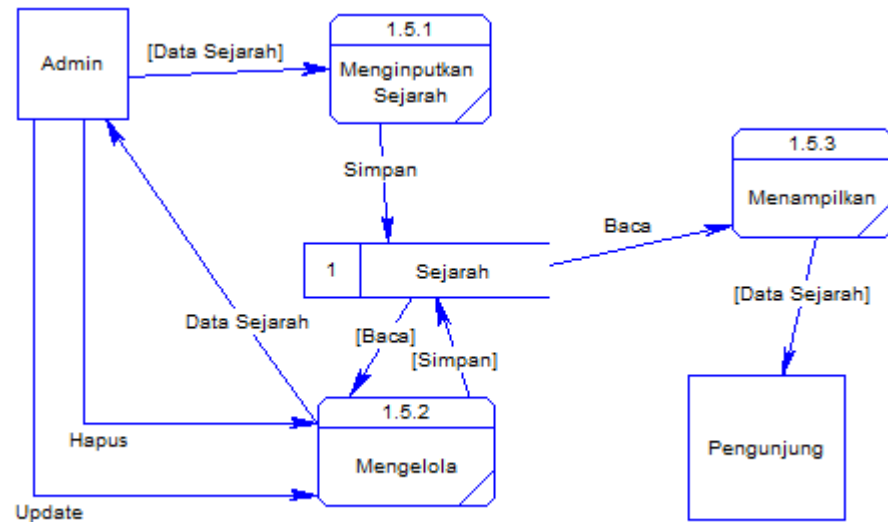 Admin
[Data Sejarah]
1.5.1
Menginputkan
Sejarah
Simpan
1.5.3
Menampilkan
Baca
1
Sejarah
[Data Sejarah]
Data Sejarah
[Baca]
[Simpan]
1.5.2
Mengelola
Hapus
Pengunjung
Update